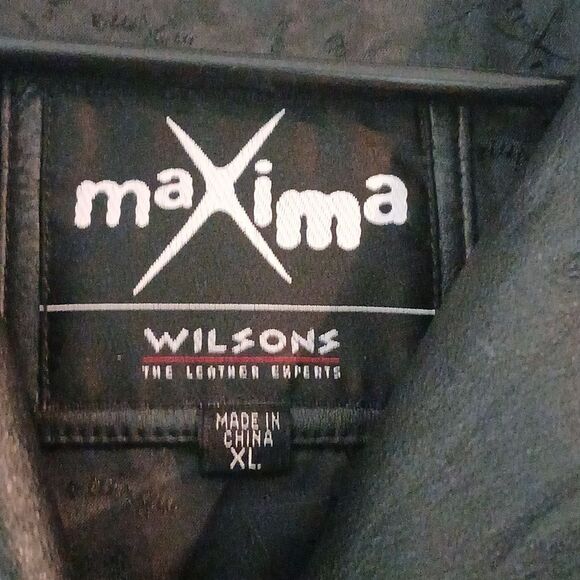 maXima
WILSONS
THE LEATHER EXPERTS
MADE IN
CHINA
XL.